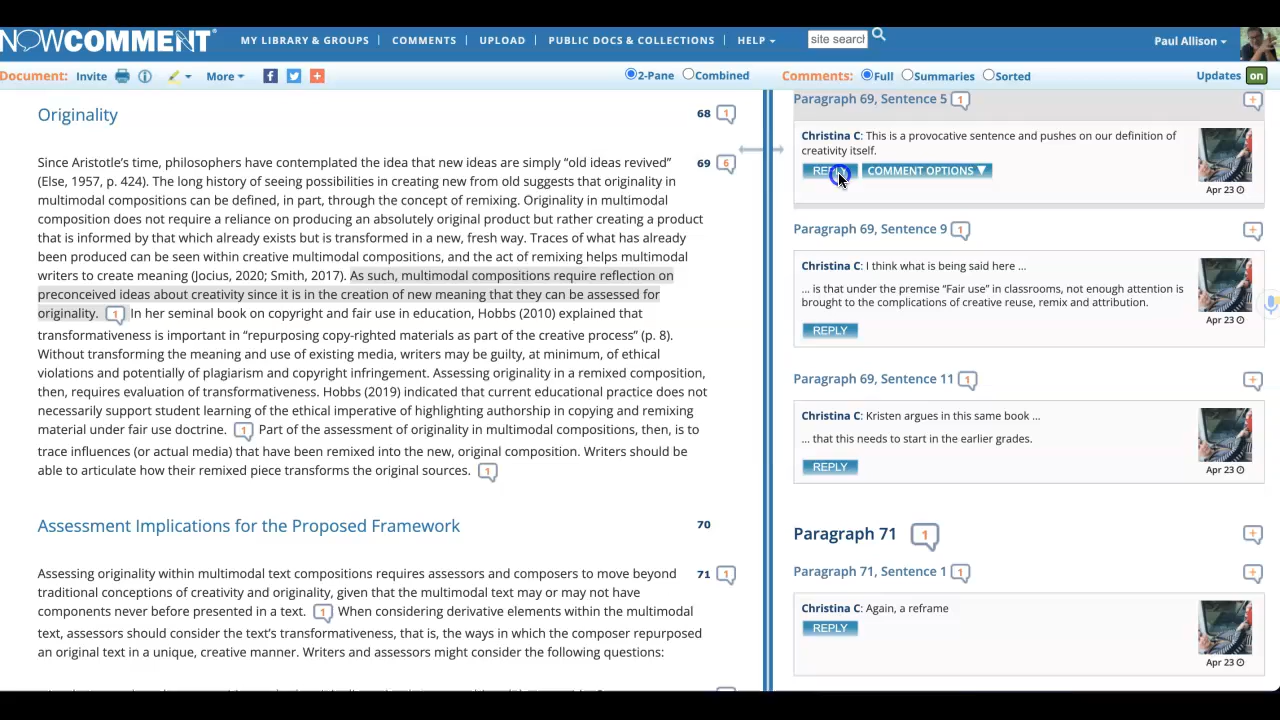 NOWCOMMENT®
MY LIBRARY & GROUPS | COMMENTS | UPLOAD | PUBLIC DOCS & COLLECTIONS | HELP
site search
Paul Allison
Document: Invite More
2-Pane Combined
Comments: Full Summaries Sorted
Updates on
Originality
68 1
Since Aristotle's time, philosophers have contemplated the idea that new ideas are simply “old ideas revived”
69 6
(Else, 1957, p. 424). The long history of seeing possibilities in creating new from old suggests that originality in
multimodal compositions can be defined, in part, through the concept of remixing. Originality in multimodal
composition does not require a reliance on producing an absolutely original product but rather creating a product
that is informed by that which already exists but is transformed in a new, fresh way. Traces of what has already
been produced can be seen within creative multimodal compositions, and the act of remixing helps multimodal
writers to create meaning (Jocius, 2020; Smith, 2017). As such, multimodal compositions require reflection on
preconceived ideas about creativity since it is in the creation of new meaning that they can be assessed for
originality. 1 In her seminal book on copyright and fair use in education, Hobbs (2010) explained that
transformativeness is important in “repurposing copy-righted materials as part of the creative process” (p. 8).
Without transforming the meaning and use of existing media, writers may be guilty, at minimum, of ethical
violations and potentially of plagiarism and copyright infringement. Assessing originality in a remixed composition,
then, requires evaluation of transformativeness. Hobbs (2019) indicated that current educational practice does not
necessarily support student learning of the ethical imperative of highlighting authorship in copying and remixing
material under fair use doctrine. 1 Part of the assessment of originality in multimodal compositions, then, is to
trace influences (or actual media) that have been remixed into the new, original composition. Writers should be
able to articulate how their remixed piece transforms the original sources. 1
Assessment Implications for the Proposed Framework
70
Assessing originality within multimodal text compositions requires assessors and composers to move beyond
71 1
traditional conceptions of creativity and originality, given that the multimodal text may or may not have
components never before presented in a text. 1 When considering derivative elements within the multimodal
text, assessors should consider the text's transformativeness, that is, the ways in which the composer repurposed
an original text in a unique, creative manner. Writers and assessors might consider the following questions:
Paragraph 69, Sentence 5 1
Christina C: This is a provocative sentence and pushes on our definition of
creativity itself.
REPLY COMMENT OPTIONS ▼
Apr 23
Paragraph 69, Sentence 9 1
Christina C: I think what is being said here ...
... is that under the premise “Fair use” in classrooms, not enough attention is
brought to the complications of creative reuse, remix and attribution.
REPLY
Apr 23
Paragraph 69, Sentence 11 1
Christina C: Kristen argues in this same book ...
... that this needs to start in the earlier grades.
REPLY
Apr 23
Paragraph 71 1
Paragraph 71, Sentence 1 1
Christina C: Again, a reframe
REPLY
Apr 23